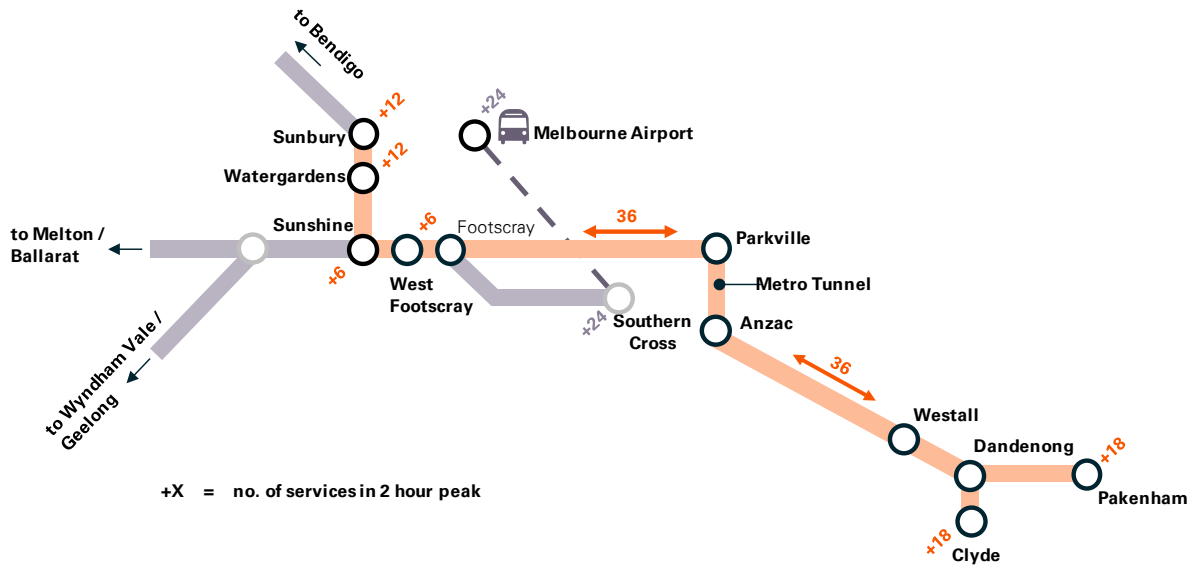 to Bendigo
+12
+24
Sunbury
Melbourne Airport
+12
Watergardens
Sunshine
+6
Footscray
36
to Melton /
Ballarat
Parkville
+6
West
Footscray
Metro Tunnel
+24
Southern
Cross
Anzac
to Wyndham Vale /
Geelong
36
Westall
Dandenong
+18
Pakenham
+X = no. of services in 2 hour peak
+18
Clyde